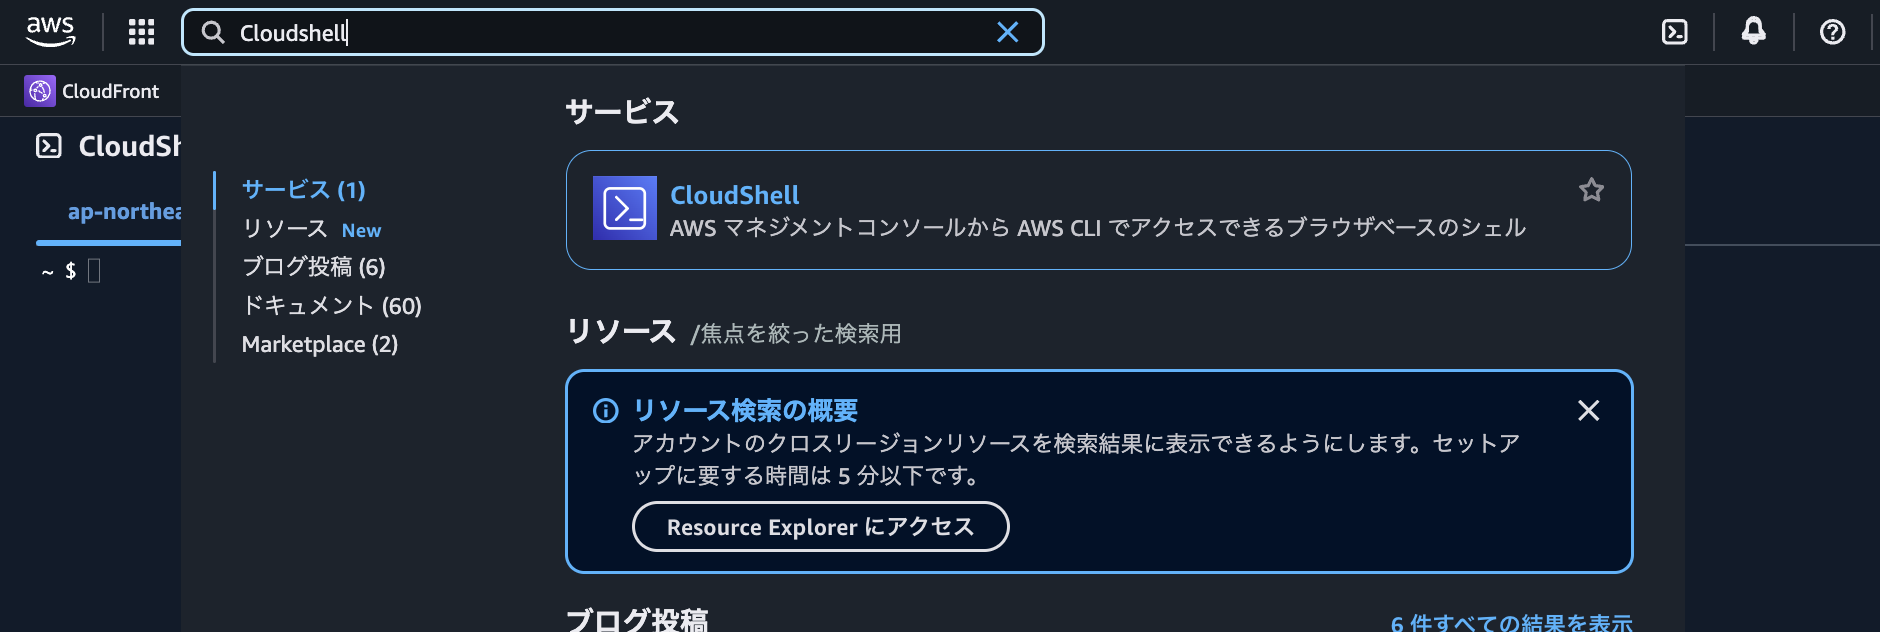 aws
Cloudshell
CloudFront
CloudSh
ap-northea
~ $
サービス (1)
リソース New
ブログ投稿 (6)
ドキュメント (60)
Marketplace (2)
サービス
CloudShell
AWS マネジメントコンソールから AWS CLI でアクセスできるブラウザベースのシェル
リソース /焦点を絞った検索用
リソース検索の概要
アカウントのクロスリージョンリソースを検索結果に表示できるようにします。セットア
ップに要する時間は 5 分以下です。
Resource Explorer にアクセス
ブログ投稿
6 件すべての結果を表示